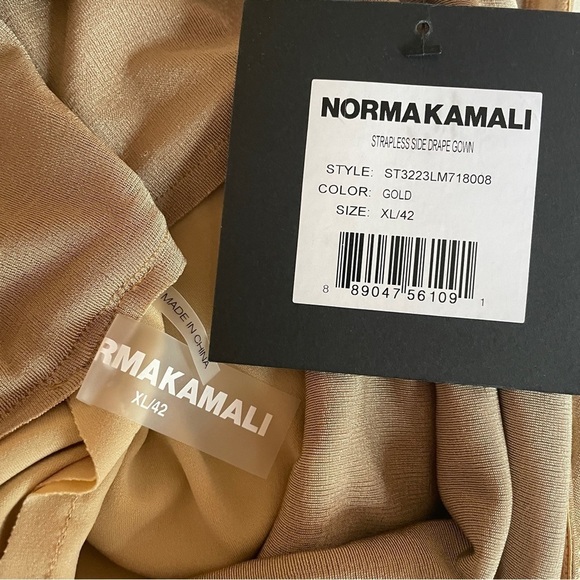 NORMAKAMALI
STRAPLESS SIDE DRAPE GOWN
STYLE: ST3223LM718008
COLOR: GOLD
SIZE: XL/42
8 89047 56109 1
MADE IN CHINA
RMAKAMALI
XL/42